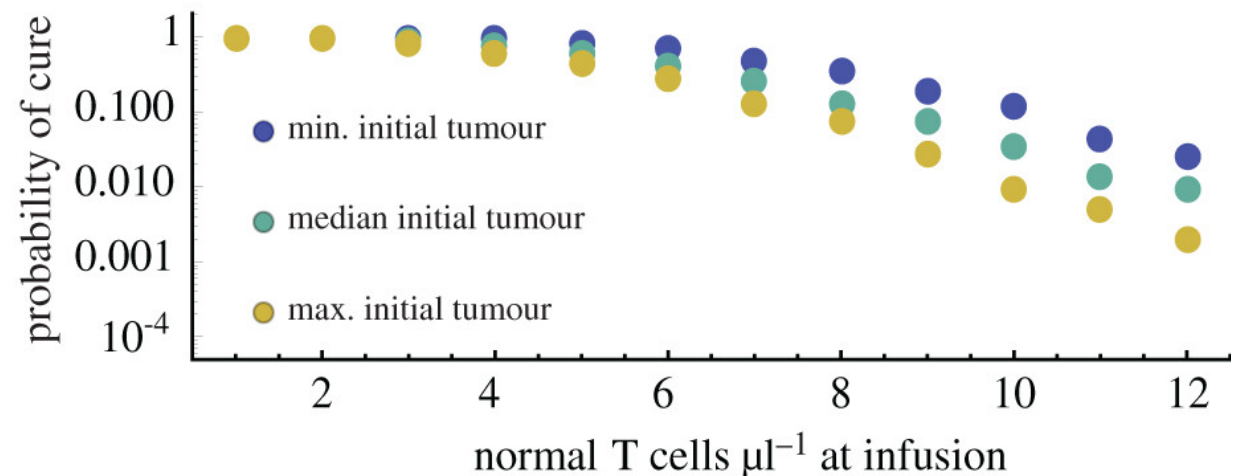 probability of cure
1
0.100
0.010
0.001
10⁻⁴
min. initial tumour
median initial tumour
max. initial tumour
2 4 6 8 10 12
normal T cells µl⁻¹ at infusion